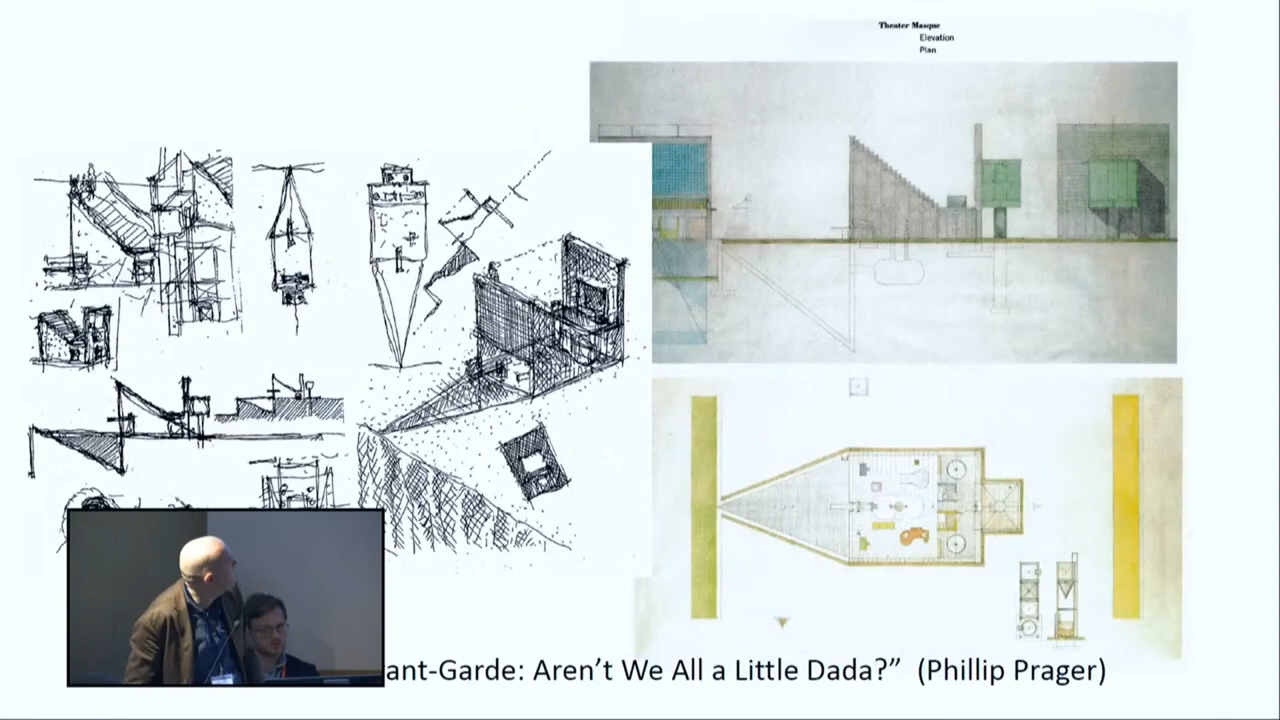 Theater Masque
Elevation
Plan
ant-Garde: Aren’t We All a Little Dada?”  (Phillip Prager)